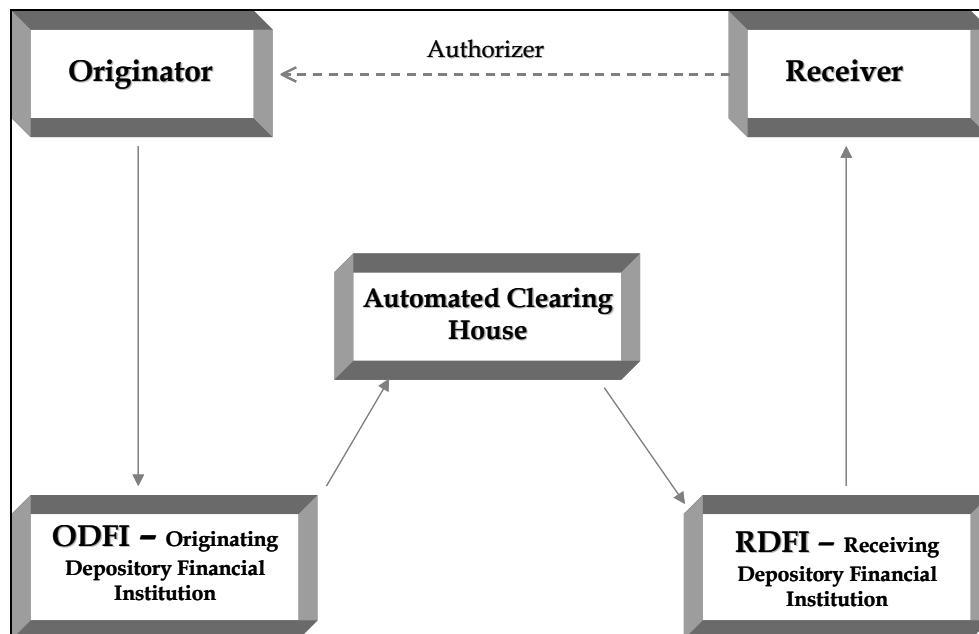 Authorizer
Originator
Receiver
Automated Clearing
House
ODFI – Originating
Depository Financial
Institution
RDFI – Receiving
Depository Financial
Institution